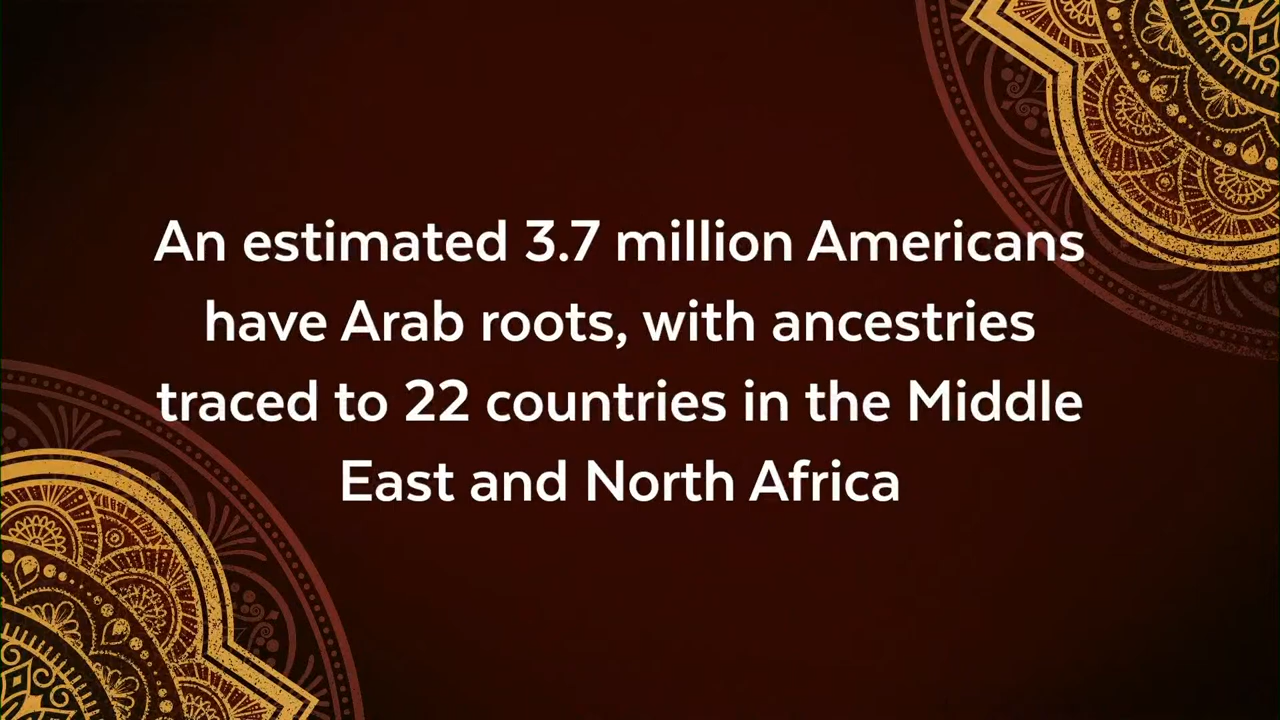 An estimated 3.7 million Americans
have Arab roots, with ancestries
traced to 22 countries in the Middle
East and North Africa